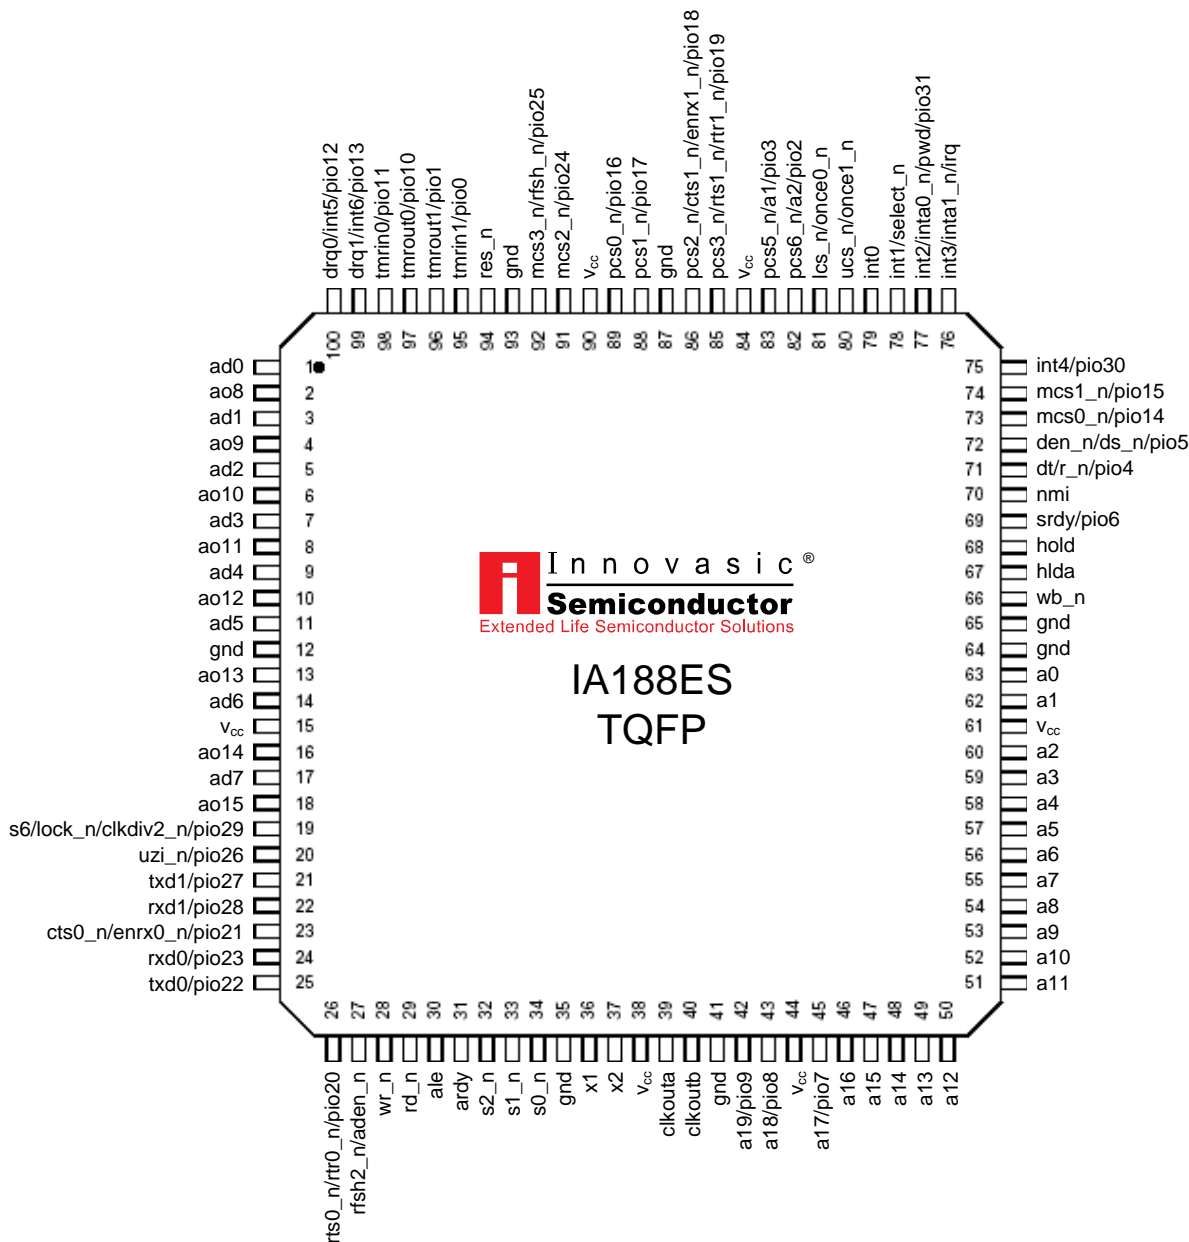 drq0/int5/pio12
drq1/int6/pio13
tmrin0/pio11
tmrout0/pio10
tmrout1/pio1
tmrin1/pio0
res_n
gnd
mcs3_n/rfsh_n/pio25
mcs2_n/pio24
vcc
pcs0_n/pio16
pcs1_n/pio17
gnd
pcs2_n/cts1_n/enrx1_n/pio18
pcs3_n/rts1_n/rtr1_n/pio19
vcc
pcs5_n/a1/pio3
pcs6_n/a2/pio2
lcs_n/once0_n
ucs_n/once1_n
int0
int1/select_n
int2/inta0_n/pwd/pio31
int3/inta1_n/irq
100
99
98
97
96
95
94
93
92
91
90
89
88
87
86
85
84
83
82
81
80
79
78
77
76
ad0 1 75 int4/pio30
ao8 2 74 mcs1_n/pio15
ad1 3 73 mcs0_n/pio14
ao9 4 72 den_n/ds_n/pio5
ad2 5 71 dt/r_n/pio4
ao10 6 70 nmi
ad3 7 69 srdy/pio6
ao11 8 68 hold
ad4 9 67 hlda
ao12 10 66 wb_n
ad5 11 65 gnd
gnd 12 64 gnd
ao13 13 63 a0
ad6 14 62 a1
vcc 15 61 vcc
ao14 16 60 a2
ad7 17 59 a3
ao15 18 58 a4
s6/lock_n/clkdiv2_n/pio29 19 57 a5
uzi_n/pio26 20 56 a6
txd1/pio27 21 55 a7
rxd1/pio28 22 54 a8
cts0_n/enrx0_n/pio21 23 53 a9
rxd0/pio23 24 52 a10
txd0/pio22 25 51 a11
Innovasic®
Semiconductor
Extended Life Semiconductor Solutions
IA188ES
TQFP
26
27
28
29
30
31
32
33
34
35
36
37
38
39
40
41
42
43
44
45
46
47
48
49
50
rts0_n/rtr0_n/pio20
rfsh2_n/aden_n
wr_n
rd_n
ale
ardy
s2_n
s1_n
s0_n
gnd
x1
x2
vcc
clkouta
clkoutb
gnd
a19/pio9
a18/pio8
vcc
a17/pio7
a16
a15
a14
a13
a12